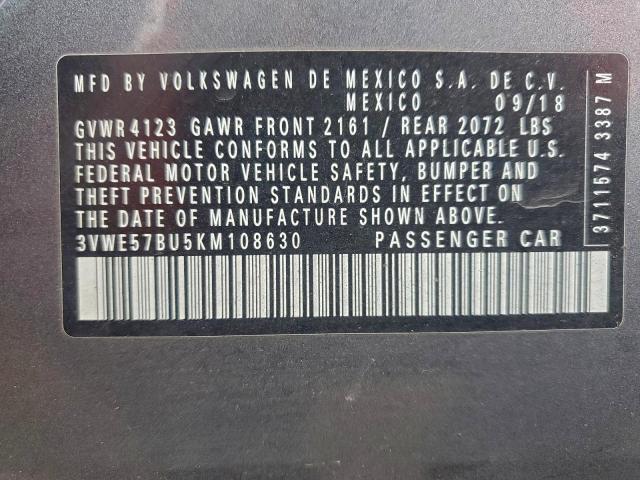 MFD BY VOLKSWAGEN DE MEXICO S.A. DE C.V.
MEXICO 09/18
GVWR 4123 GAWR FRONT 2161 / REAR 2072 LBS
THIS VEHICLE CONFORMS TO ALL APPLICABLE U.S.
FEDERAL MOTOR VEHICLE SAFETY, BUMPER AND
THEFT PREVENTION STANDARDS IN EFFECT ON
THE DATE OF MANUFACTURE SHOWN ABOVE.
3VWE57BU5KM108630 PASSENGER CAR
3711574 3387 M